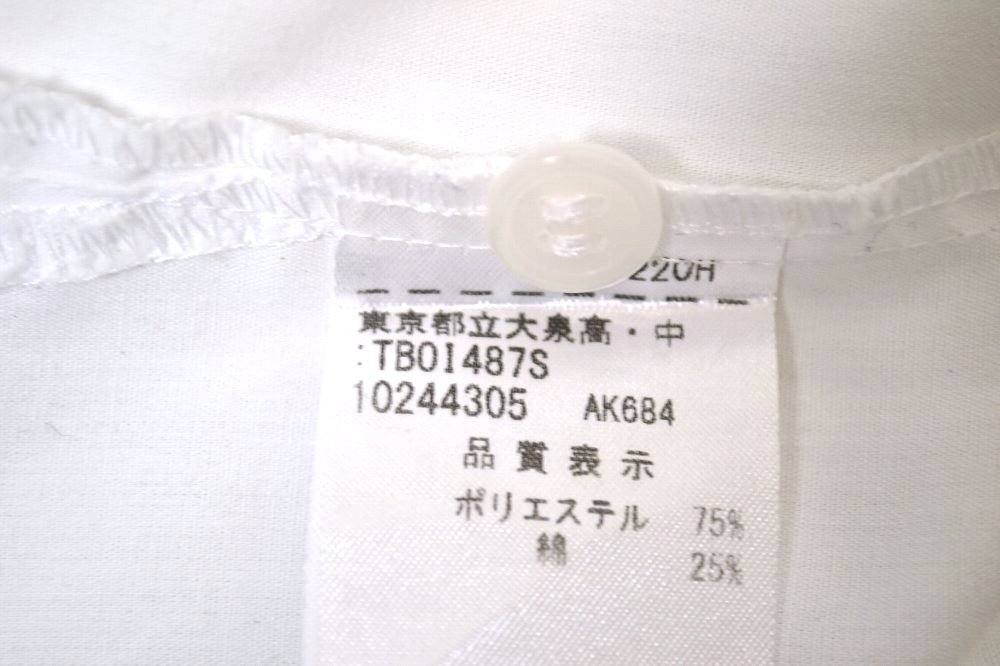 220H
東京都立大泉高・中
:TB01487S
10244305 AK684
品質表示
ポリエステル 75%
綿 25%